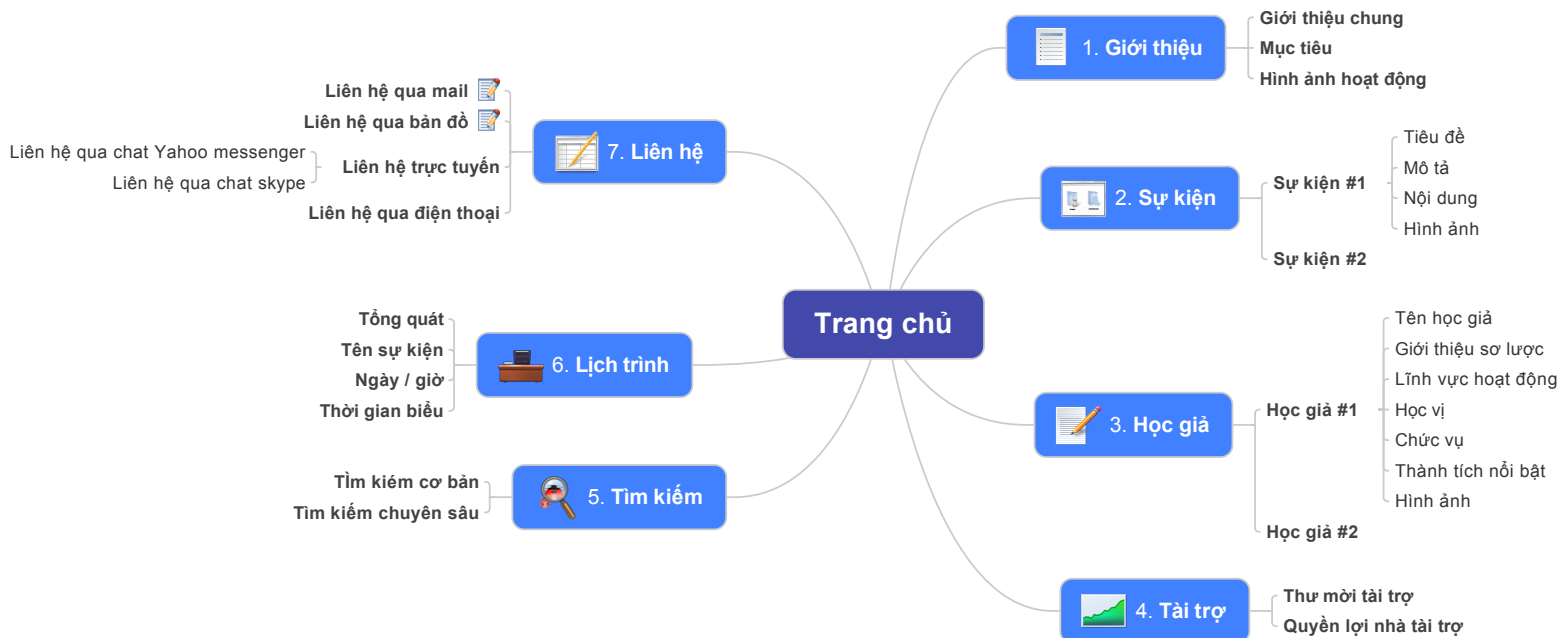 Trang chủ
1. Giới thiệu
Giới thiệu chung
Mục tiêu
Hình ảnh hoạt động
2. Sự kiện
Sự kiện #1
Tiêu đề
Mô tả
Nội dung
Hình ảnh
Sự kiện #2
3. Học giả
Học giả #1
Tên học giả
Giới thiệu sơ lược
Lĩnh vực hoạt động
Học vị
Chức vụ
Thành tích nổi bật
Hình ảnh
Học giả #2
4. Tài trợ
Thư mời tài trợ
Quyền lợi nhà tài trợ
5. Tìm kiếm
TÌm kiém cơ bản
Tìm kiếm chuyên sâu
6. Lịch trình
Tổng quát
Tên sự kiện
Ngày / giờ
Thời gian biểu
7. Liên hệ
Liên hệ qua mail
Liên hệ qua bản đồ
Liên hệ trực tuyến
Liên hệ qua chat Yahoo messenger
Liên hệ qua chat skype
Liên hệ qua điện thoại